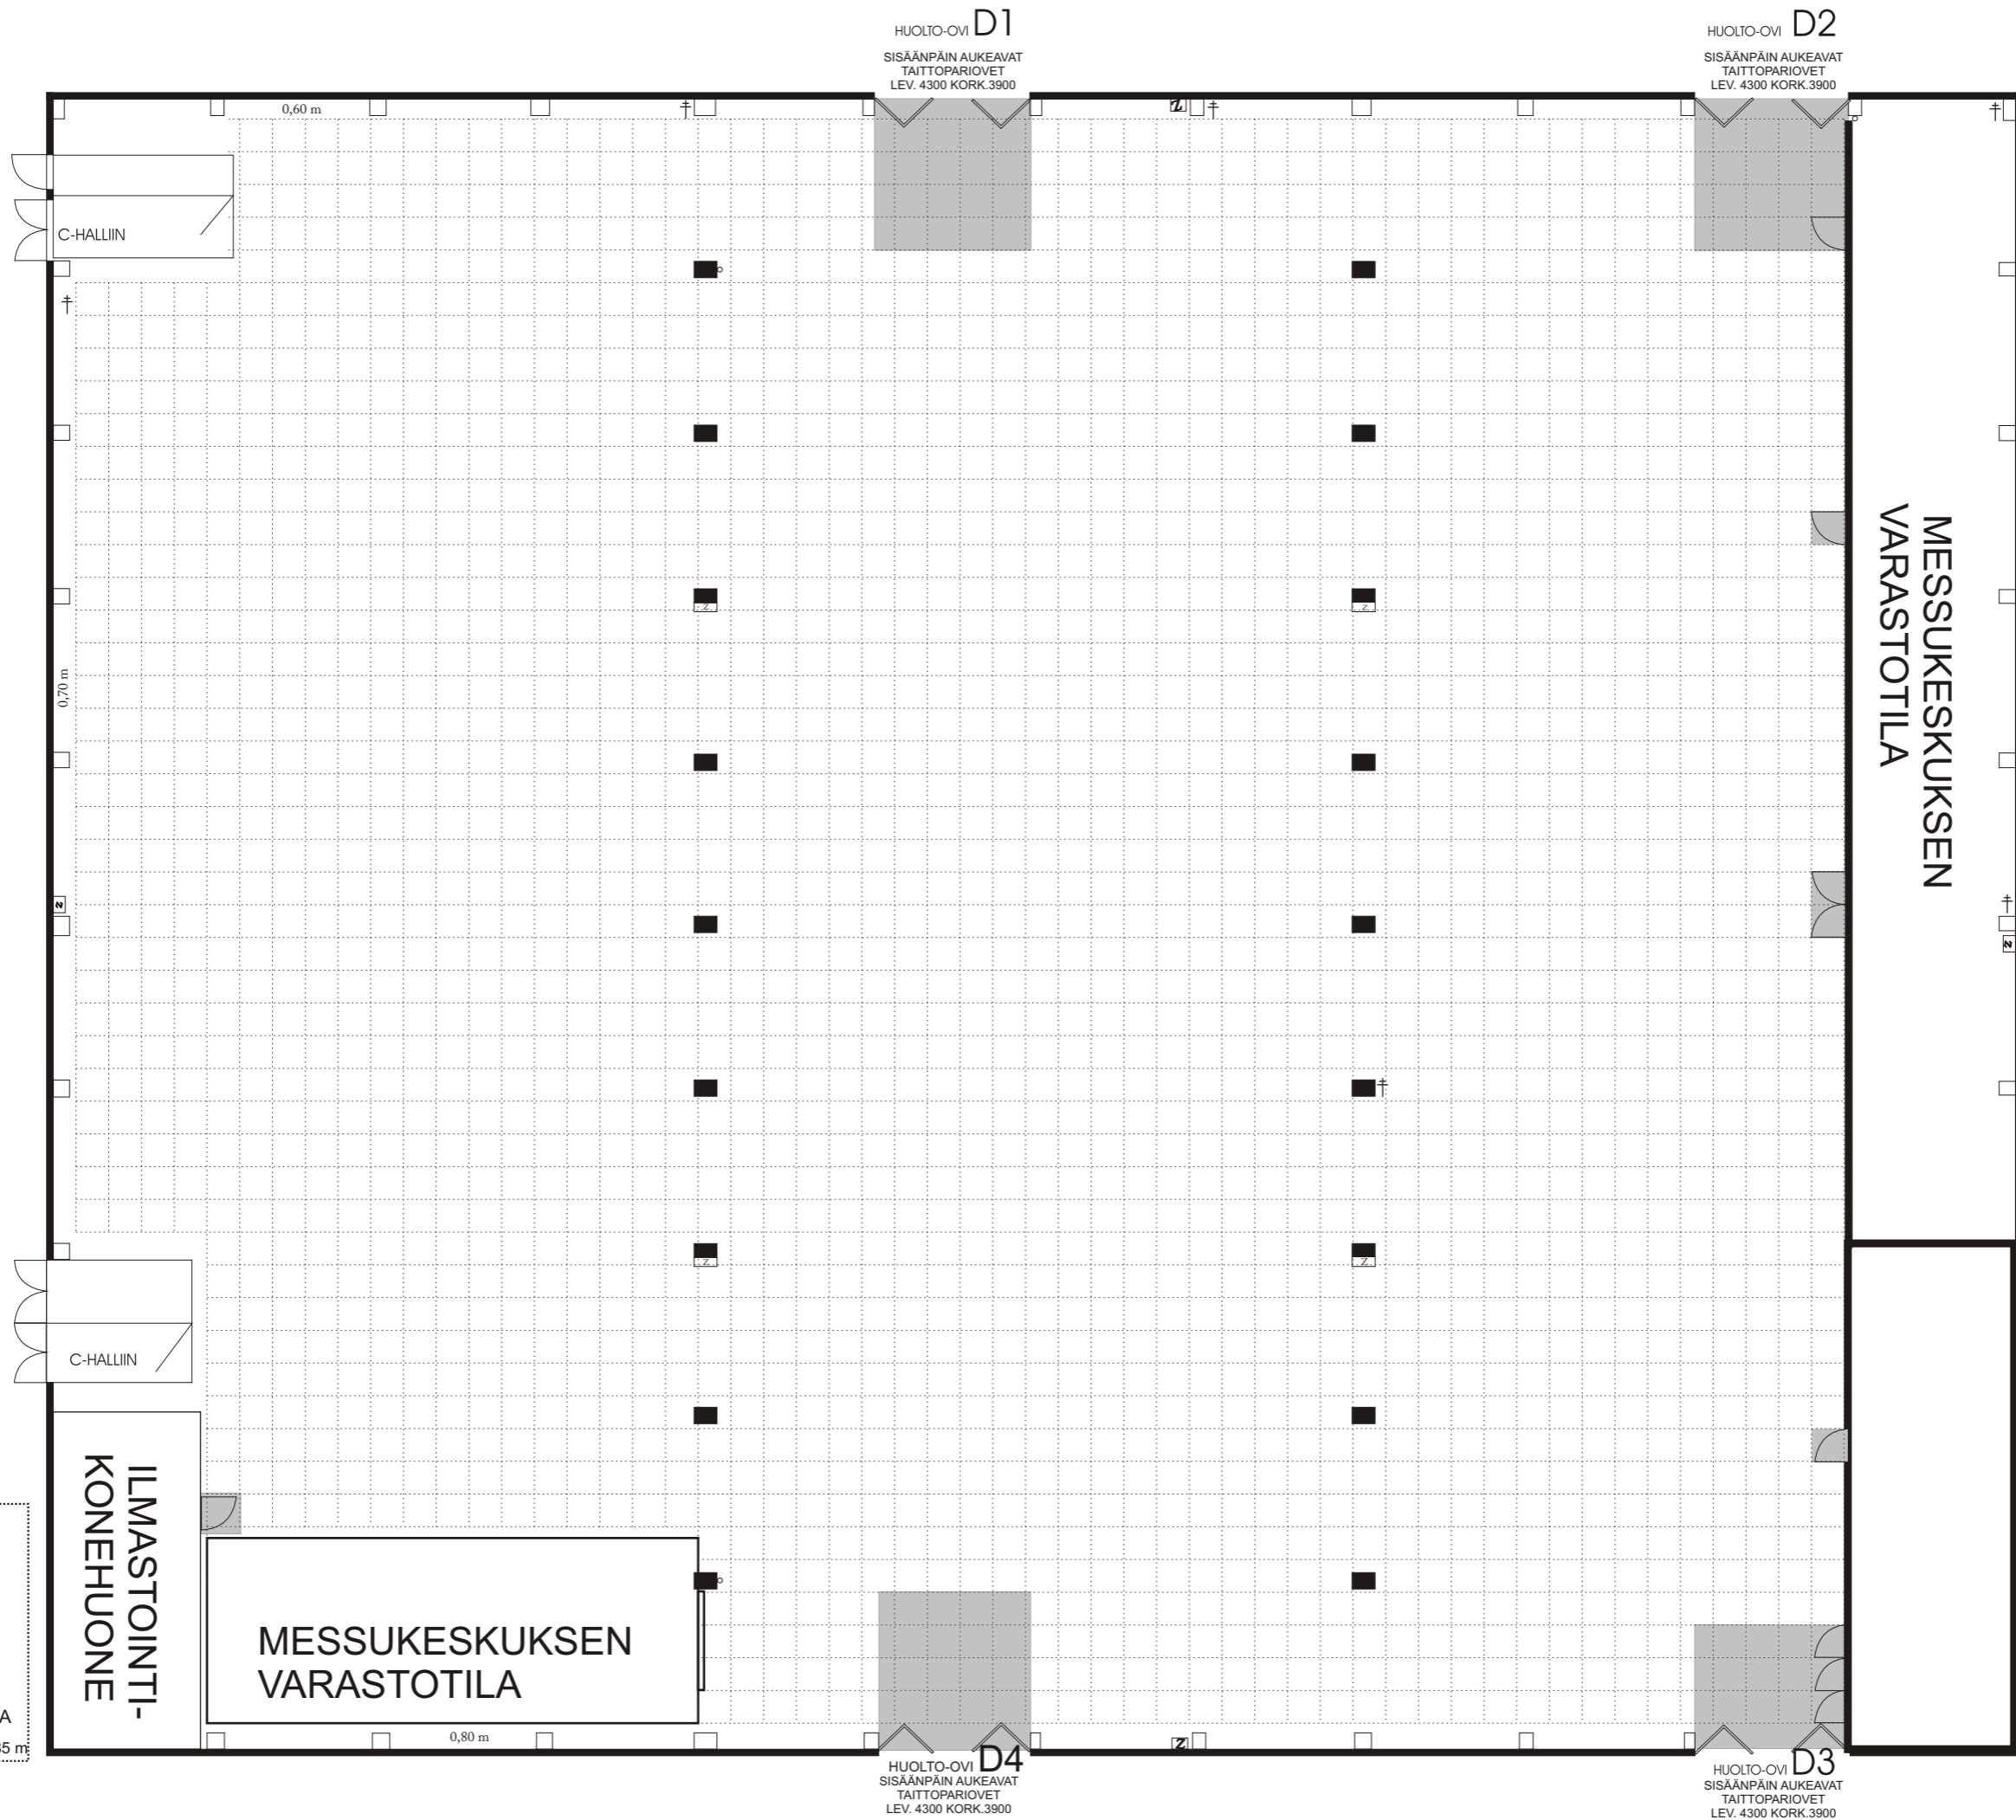 HUOLTO-OVI D1
SISÄÄNPÄIN AUKEAVAT
TAITTOPARIOVET
LEV. 4300 KORK.3900
HUOLTO-OVI D2
SISÄÄNPÄIN AUKEAVAT
TAITTOPARIOVET
LEV. 4300 KORK.3900
0,60 m
Z
C-HALLIIN
Z
Z
MESSUKESKUKSEN
VARASTOTILA
0,70 m
Z
Z
Z
Z
C-HALLIIN
ILMASTOINTI-
KONEHUONE
MESSUKESKUKSEN
VARASTOTILA
A
35 m
0,80 m
Z
HUOLTO-OVI D4
SISÄÄNPÄIN AUKEAVAT
TAITTOPARIOVET
LEV. 4300 KORK.3900
HUOLTO-OVI D3
SISÄÄNPÄIN AUKEAVAT
TAITTOPARIOVET
LEV. 4300 KORK.3900